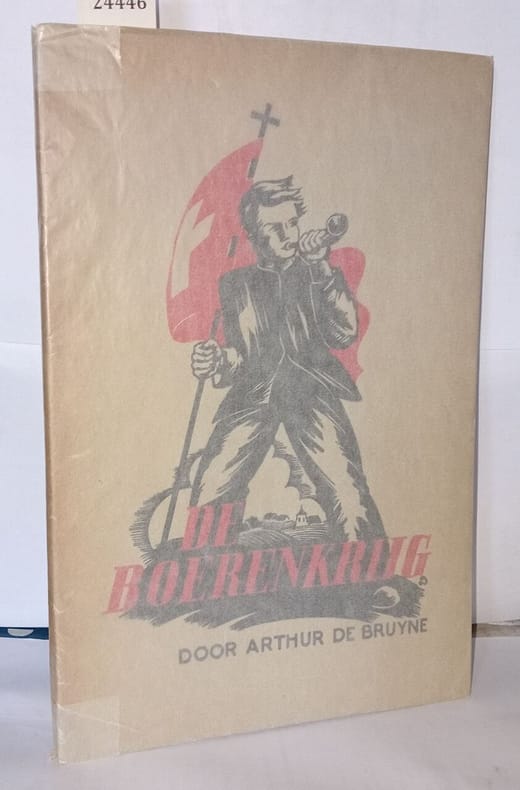 24446
DE
BOERENKRIJG
DOOR ARTHUR DE BRUYNE